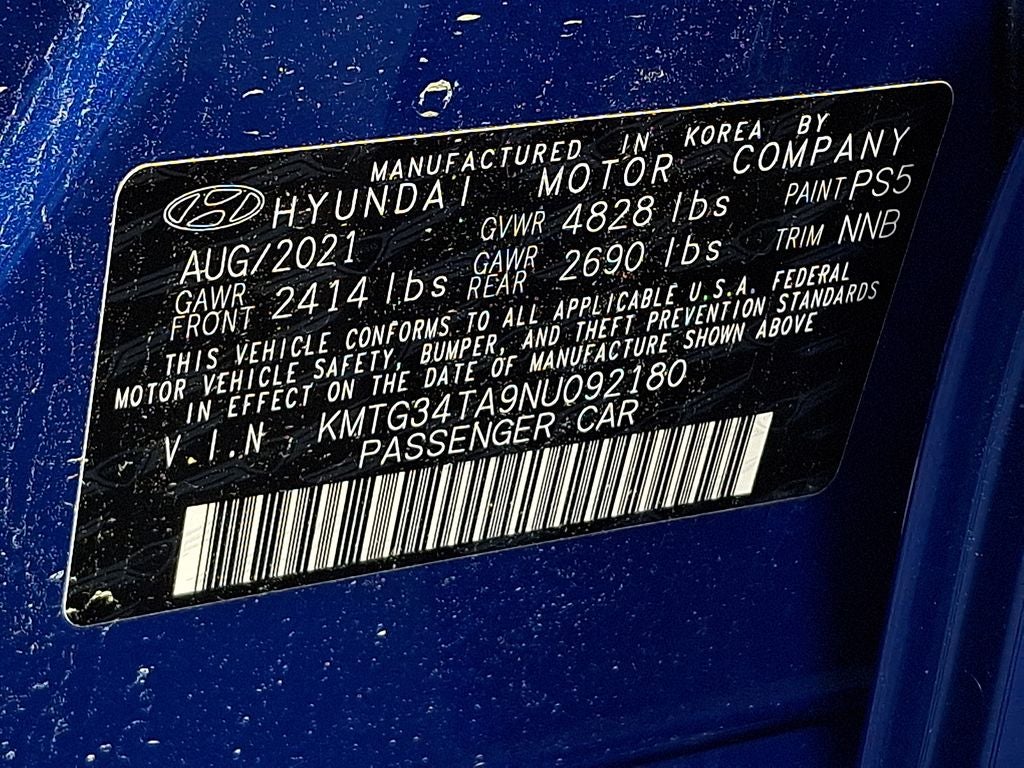 MANUFACTURED IN KOREA BY
HYUNDAI MOTOR COMPANY
AUG/2021 GVWR 4828 lbs PAINT PS5
GAWR FRONT 2414 lbs GAWR REAR 2690 lbs TRIM NNB
THIS VEHICLE CONFORMS TO ALL APPLICABLE U.S.A. FEDERAL
MOTOR VEHICLE SAFETY, BUMPER, AND THEFT PREVENTION STANDARDS
IN EFFECT ON THE DATE OF MANUFACTURE SHOWN ABOVE
V.I.N KMTG34TA9NU092180
PASSENGER CAR